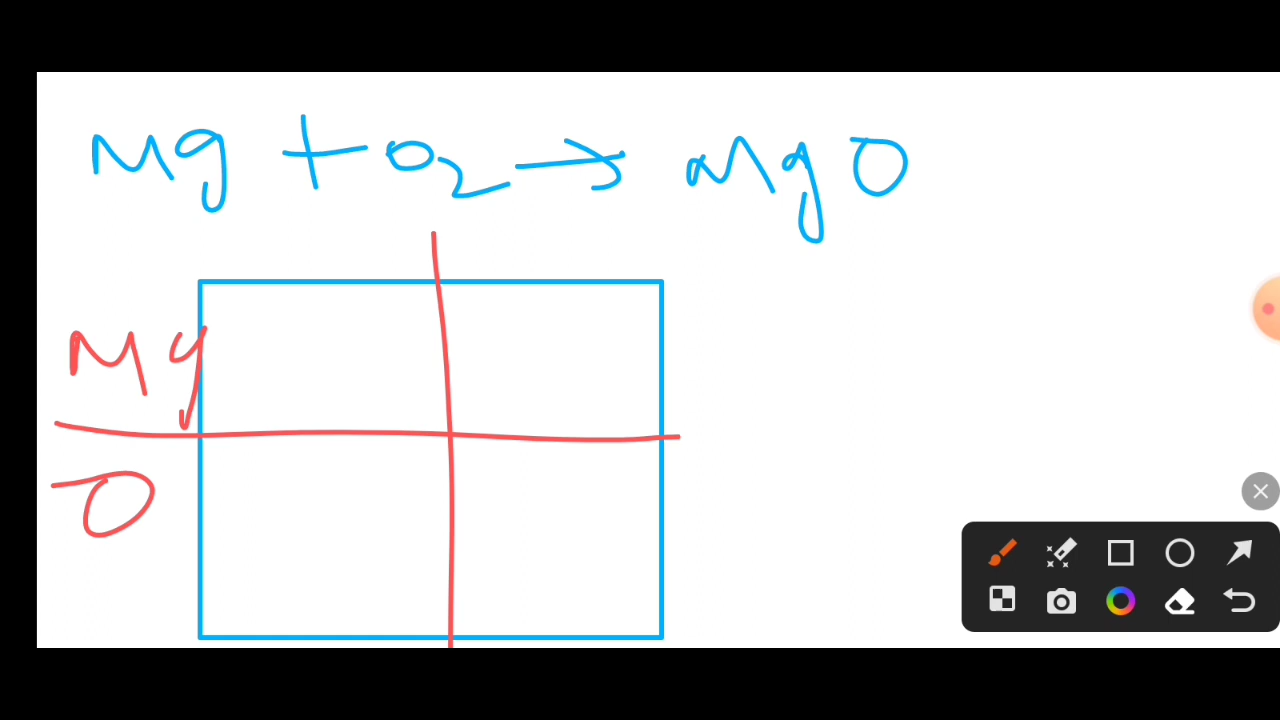 Mg + O₂ → MgO
Mg
O